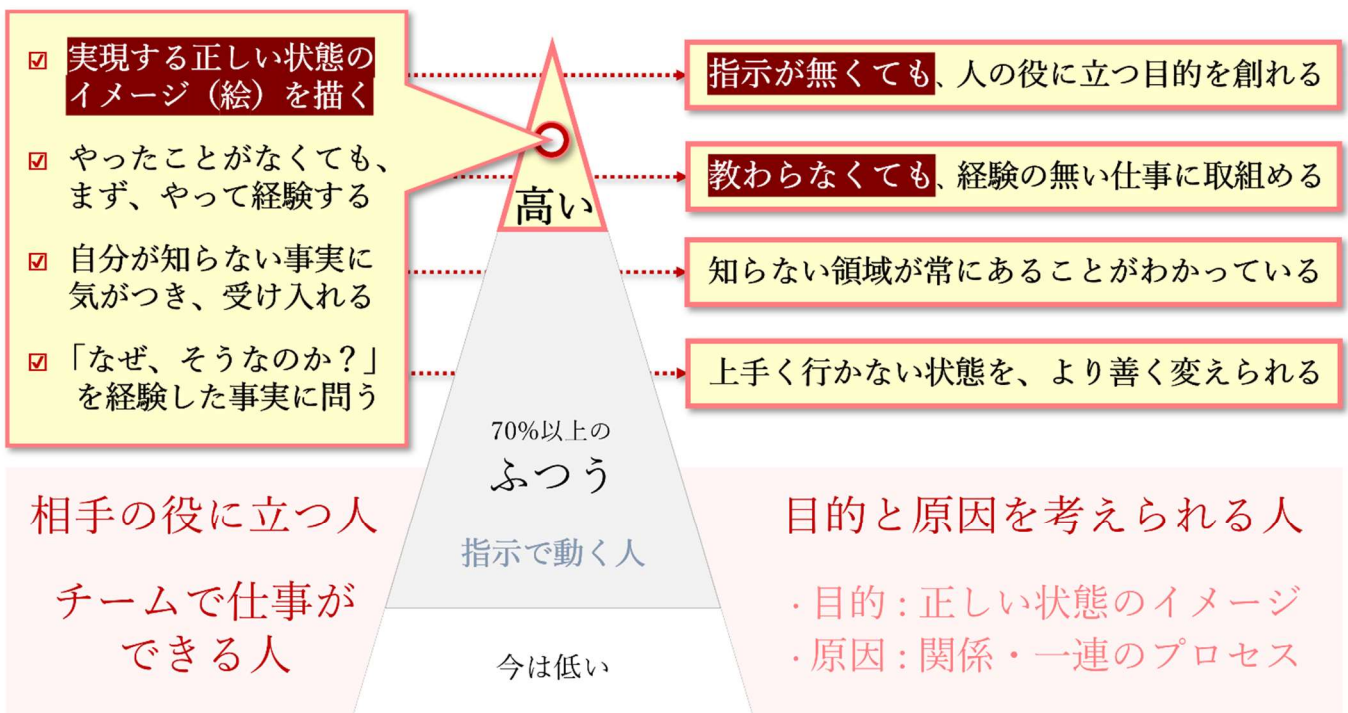 ☑ 実現する正しい状態の
イメージ（絵）を描く
☑ やったことがなくても、
まず、やって経験する
☑ 自分が知らない事実に
気がつき、受け入れる
☑ 「なぜ、そうなのか？」
を経験した事実に問う
高い
70%以上の
ふつう
指示で動く人
今は低い
指示が無くても、人の役に立つ目的を創れる
教わらなくても、経験の無い仕事に取組める
知らない領域が常にあることがわかっている
上手く行かない状態を、より善く変えられる
相手の役に立つ人
チームで仕事が
できる人
目的と原因を考えられる人
・目的：正しい状態のイメージ
・原因：関係・一連のプロセス